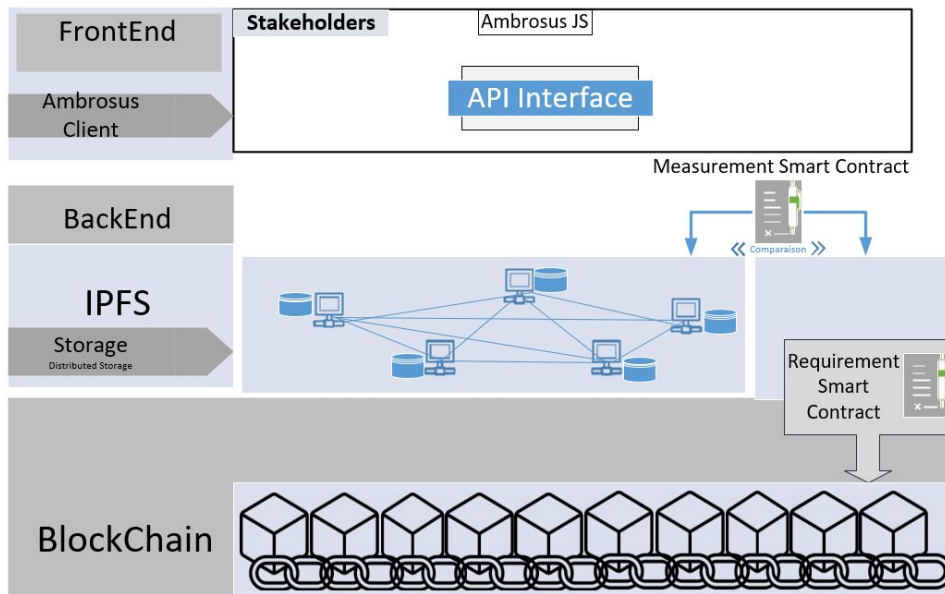 FrontEnd
Stakeholders
Ambrosus JS
API Interface
Ambrosus
Client
Measurement Smart Contract
BackEnd
Comparaison
IPFS
Storage
Distributed Storage
Requirement
Smart
Contract
BlockChain